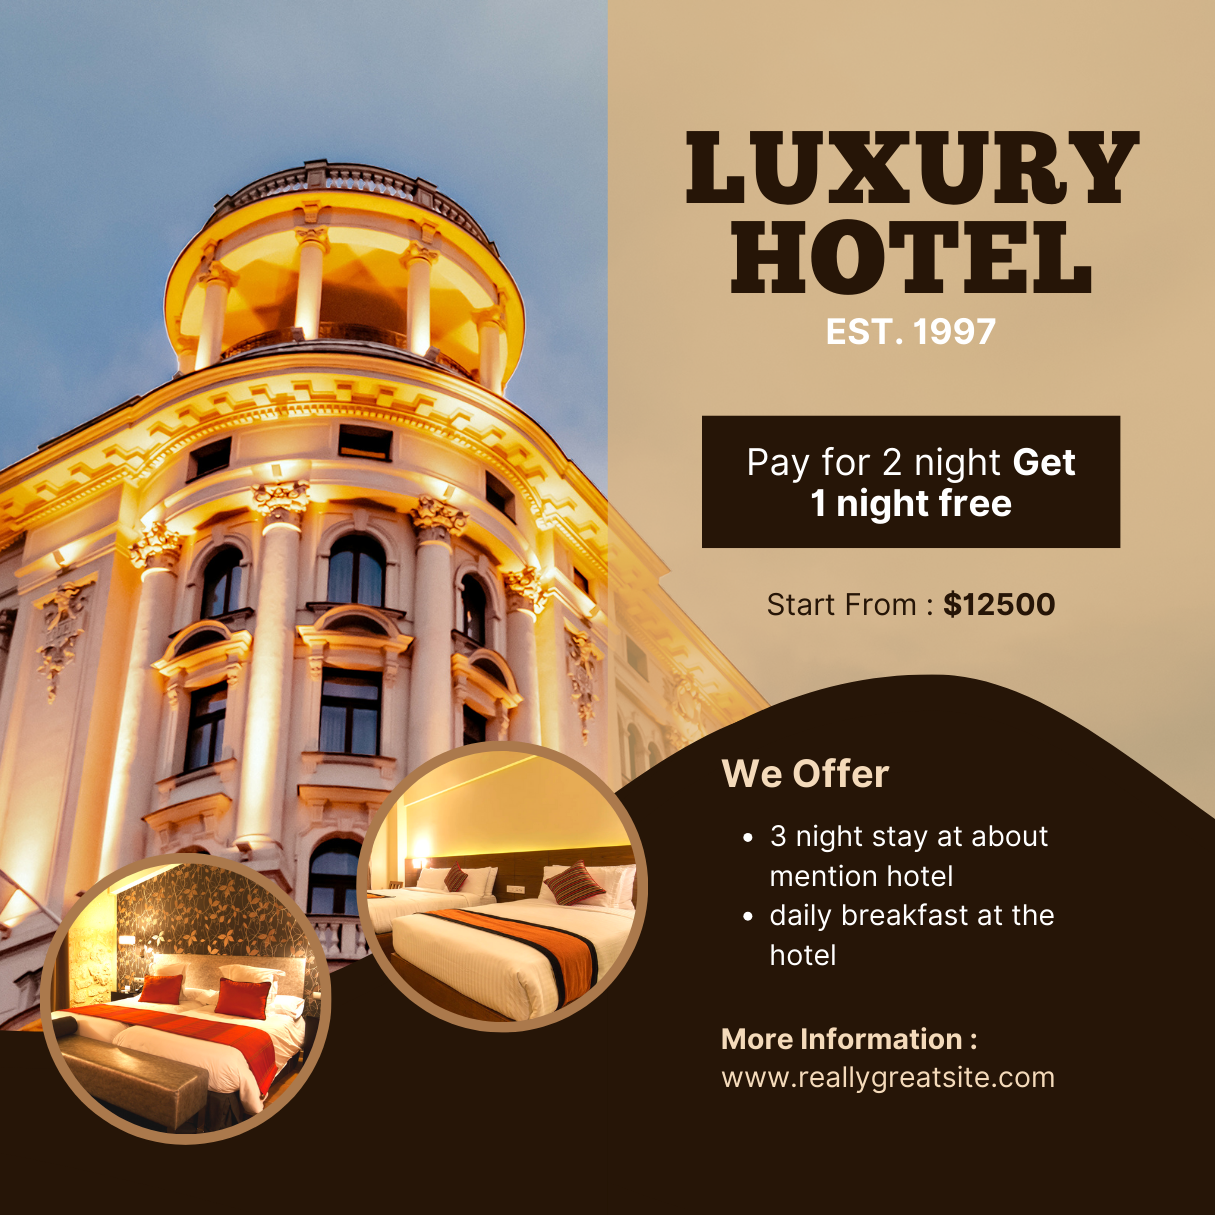 LUXURY
HOTEL
EST. 1997
Pay for 2 night Get
1 night free
Start From : $12500
We Offer
• 3 night stay at about
mention hotel
• daily breakfast at the
hotel
More Information :
www.reallygreatsite.com